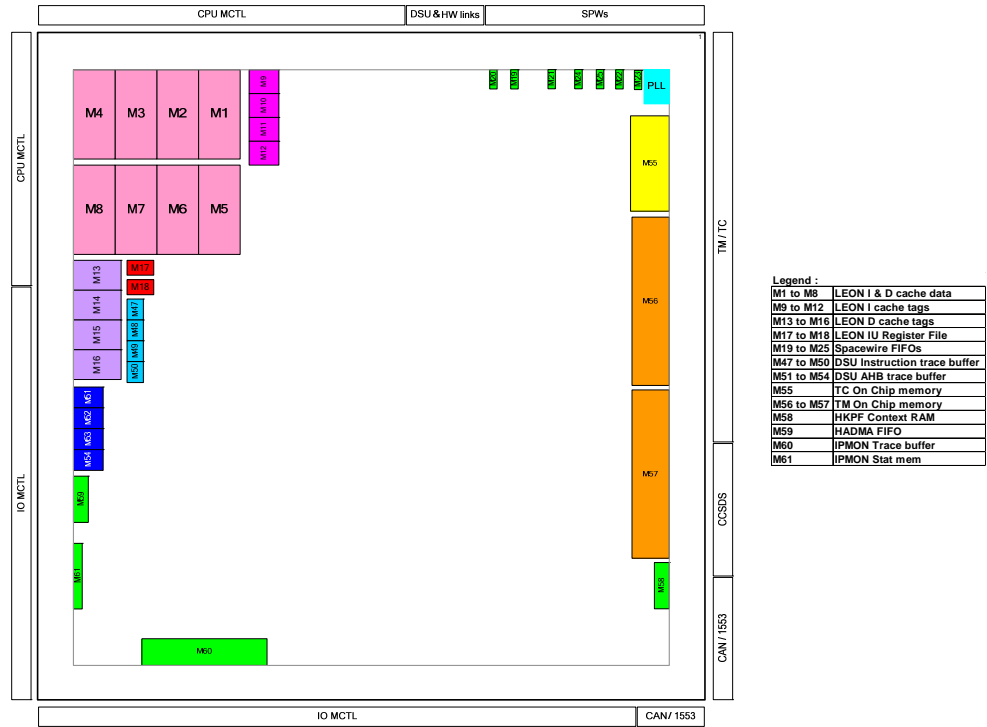 CPU MCTL
DSU & HW links
SPWs
1
M4 M3 M2 M1
M9
M10
M11
M12
M20 M19 M21 M24 M25 M22 M23
PLL
CPU MCTL
M8 M7 M6 M5
M55
TM / TC
M13
M14
M15
M16
M17
M18
M47
M48
M49
M50
M56
M51
M52
M53
M54
M59
M61
M60
M57
M58
IO MCTL
CCSDS
CAN / 1553
IO MCTL
CAN/ 1553
Legend :
M1 to M8 LEON I & D cache data
M9 to M12 LEON I cache tags
M13 to M16 LEON D cache tags
M17 to M18 LEON IU Register File
M19 to M25 Spacewire FIFOs
M47 to M50 DSU Instruction trace buffer
M51 to M54 DSU AHB trace buffer
M55 TC On Chip memory
M56 to M57 TM On Chip memory
M58 HKPF Context RAM
M59 HADMA FIFO
M60 IPMON Trace buffer
M61 IPMON Stat mem